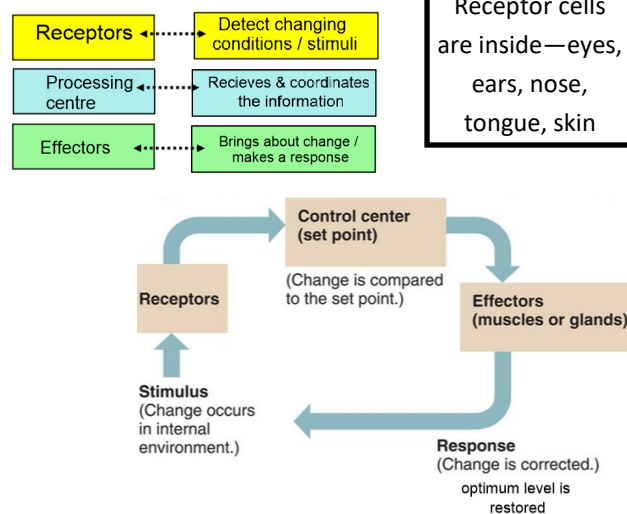 Receptors
Detect changing
conditions / stimuli
Processing
centre
Recieves & coordinates
the information
Effectors
Brings about change /
makes a response
Receptor cells
are inside—eyes,
ears, nose,
tongue, skin
Control center
(set point)
(Change is compared
to the set point.)
Receptors
Effectors
(muscles or glands)
Stimulus
(Change occurs
in internal
environment.)
Response
(Change is corrected.)
optimum level is
restored